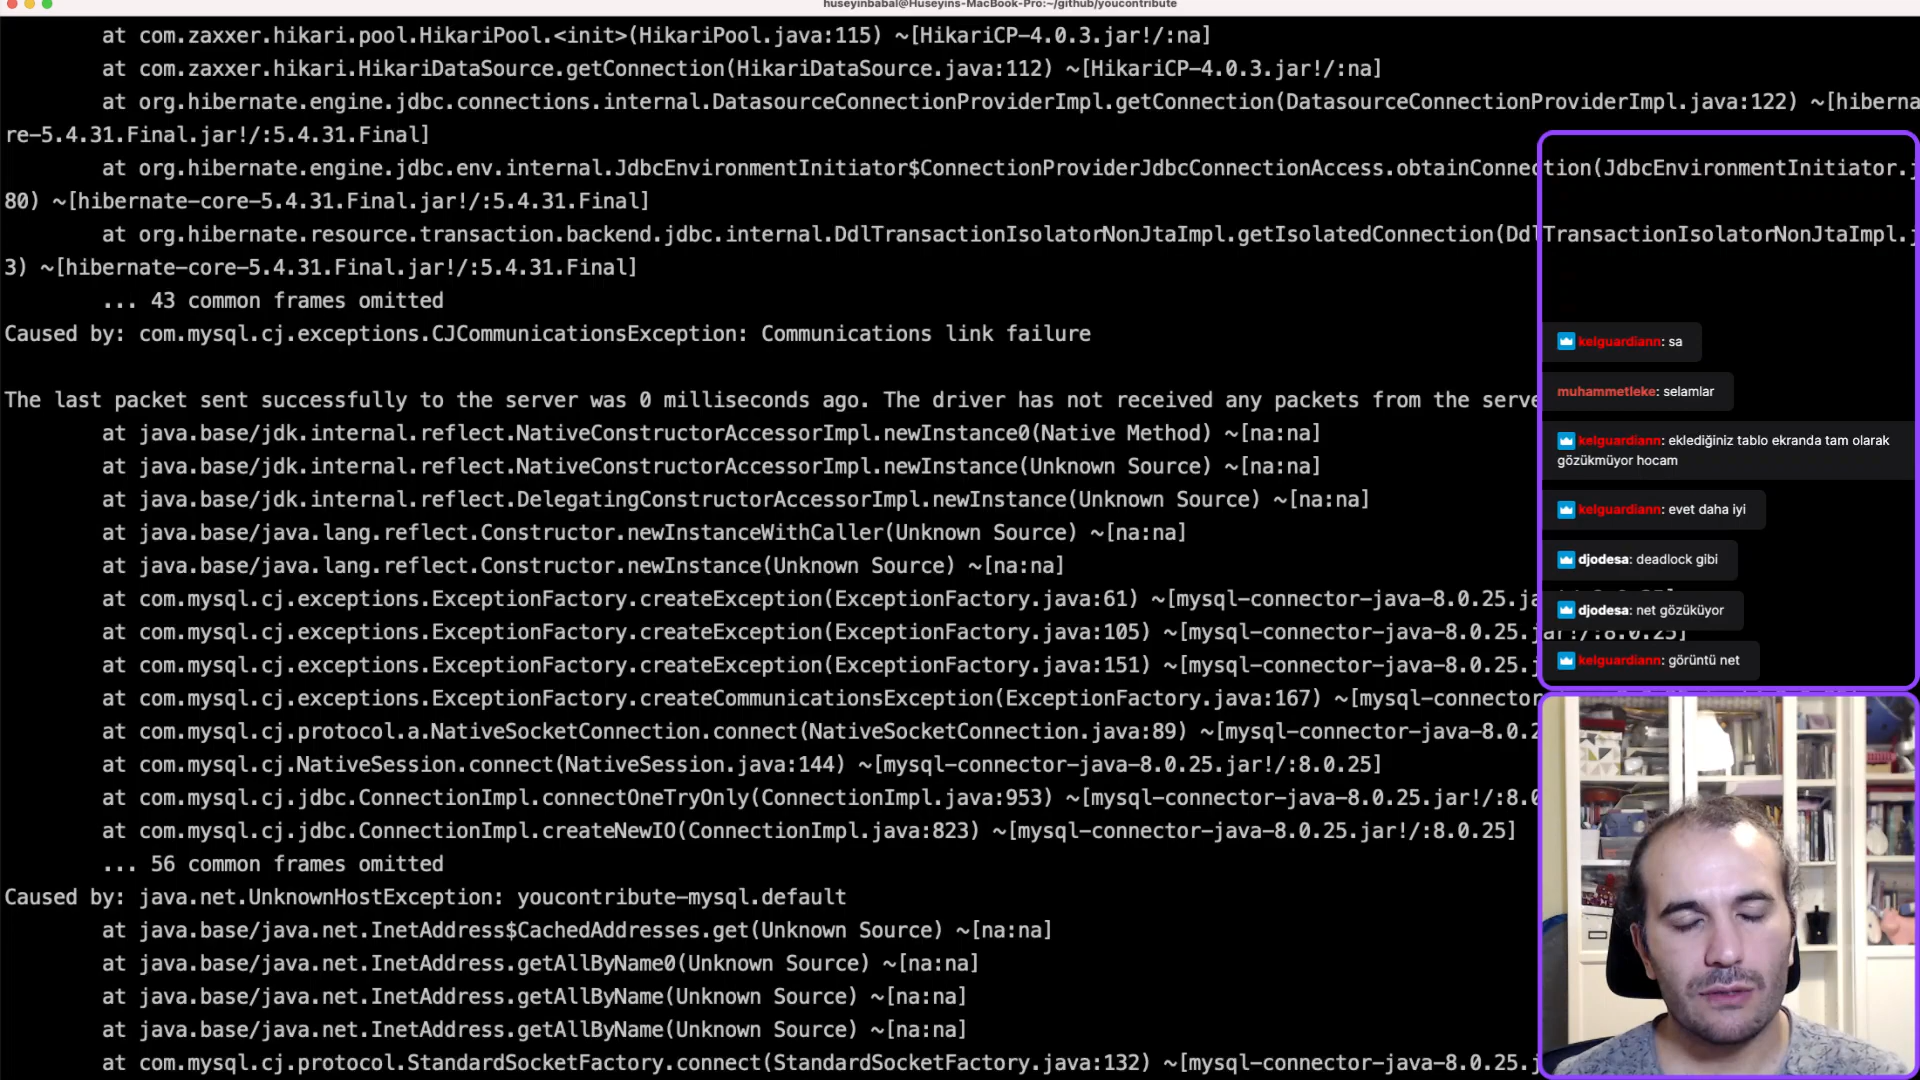 huseyinbabal@Huseyins-MacBook-Pro:~/github/youcontribute
at com.zaxxer.hikari.pool.HikariPool.<init>(HikariPool.java:115) ~[HikariCP-4.0.3.jar!/:na]
at com.zaxxer.hikari.HikariDataSource.getConnection(HikariDataSource.java:112) ~[HikariCP-4.0.3.jar!/:na]
at org.hibernate.engine.jdbc.connections.internal.DatasourceConnectionProviderImpl.getConnection(DatasourceConnectionProviderImpl.java:122) ~[hiberna
re-5.4.31.Final.jar!/:5.4.31.Final]
at org.hibernate.engine.jdbc.env.internal.JdbcEnvironmentInitiator$ConnectionProviderJdbcConnectionAccess.obtainConnection(JdbcEnvironmentInitiator.j
80) ~[hibernate-core-5.4.31.Final.jar!/:5.4.31.Final]
at org.hibernate.resource.transaction.backend.jdbc.internal.DdlTransactionIsolatorNonJtaImpl.getIsolatedConnection(DdlTransactionIsolatorNonJtaImpl.j
3) ~[hibernate-core-5.4.31.Final.jar!/:5.4.31.Final]
... 43 common frames omitted
Caused by: com.mysql.cj.exceptions.CJCommunicationsException: Communications link failure
The last packet sent successfully to the server was 0 milliseconds ago. The driver has not received any packets from the serve
at java.base/jdk.internal.reflect.NativeConstructorAccessorImpl.newInstance0(Native Method) ~[na:na]
at java.base/jdk.internal.reflect.NativeConstructorAccessorImpl.newInstance(Unknown Source) ~[na:na]
at java.base/jdk.internal.reflect.DelegatingConstructorAccessorImpl.newInstance(Unknown Source) ~[na:na]
at java.base/java.lang.reflect.Constructor.newInstanceWithCaller(Unknown Source) ~[na:na]
at java.base/java.lang.reflect.Constructor.newInstance(Unknown Source) ~[na:na]
at com.mysql.cj.exceptions.ExceptionFactory.createException(ExceptionFactory.java:61) ~[mysql-connector-java-8.0.25.ja
at com.mysql.cj.exceptions.ExceptionFactory.createException(ExceptionFactory.java:105) ~[mysql-connector-java-8.0.25.jar!/:8.0.25]
at com.mysql.cj.exceptions.ExceptionFactory.createException(ExceptionFactory.java:151) ~[mysql-connector-java-8.0.25.j
at com.mysql.cj.exceptions.ExceptionFactory.createCommunicationsException(ExceptionFactory.java:167) ~[mysql-connector
at com.mysql.cj.protocol.a.NativeSocketConnection.connect(NativeSocketConnection.java:89) ~[mysql-connector-java-8.0.2
at com.mysql.cj.NativeSession.connect(NativeSession.java:144) ~[mysql-connector-java-8.0.25.jar!/:8.0.25]
at com.mysql.cj.jdbc.ConnectionImpl.connectOneTryOnly(ConnectionImpl.java:953) ~[mysql-connector-java-8.0.25.jar!/:8.0
at com.mysql.cj.jdbc.ConnectionImpl.createNewIO(ConnectionImpl.java:823) ~[mysql-connector-java-8.0.25.jar!/:8.0.25]
... 56 common frames omitted
Caused by: java.net.UnknownHostException: youcontribute-mysql.default
at java.base/java.net.InetAddress$CachedAddresses.get(Unknown Source) ~[na:na]
at java.base/java.net.InetAddress.getAllByName0(Unknown Source) ~[na:na]
at java.base/java.net.InetAddress.getAllByName(Unknown Source) ~[na:na]
at java.base/java.net.InetAddress.getAllByName(Unknown Source) ~[na:na]
at com.mysql.cj.protocol.StandardSocketFactory.connect(StandardSocketFactory.java:132) ~[mysql-connector-java-8.0.25.j
kelguardiann: sa
muhammetleke: selamlar
kelguardiann: eklediğiniz tablo ekranda tam olarak
gözükmüyor hocam
kelguardiann: evet daha iyi
djodesa: deadlock gibi
djodesa: net gözüküyor
kelguardiann: görüntü net